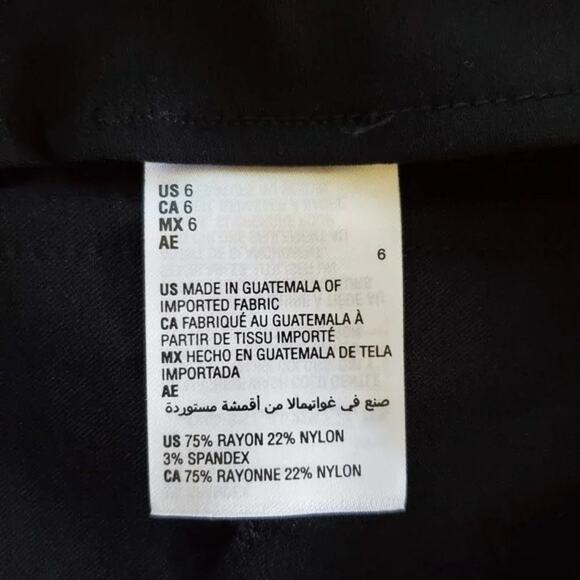 US 6
CA 6
MX 6
AE
6
US MADE IN GUATEMALA OF
IMPORTED FABRIC
CA FABRIQUÉ AU GUATEMALA À
PARTIR DE TISSU IMPORTÉ
MX HECHO EN GUATEMALA DE TELA
IMPORTADA
AE
صنع في غواتيمالا من أقمشة مستوردة
US 75% RAYON 22% NYLON
3% SPANDEX
CA 75% RAYONNE 22% NYLON